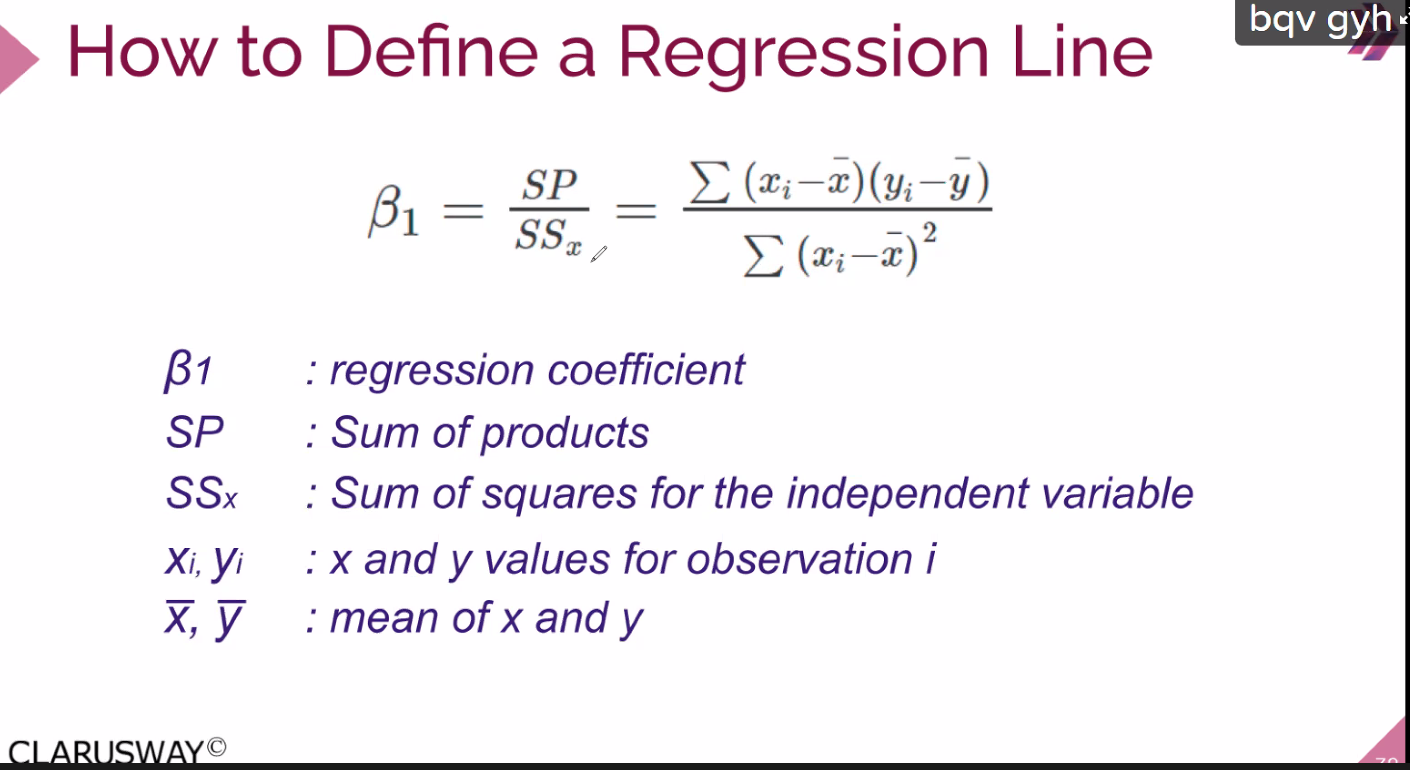 How to Define a Regression Line
bqv gyh
β₁ = SP / SSₓ = ∑ (xᵢ−x̄)(yᵢ−ȳ) / ∑ (xᵢ−x̄)²
β1 : regression coefficient
SP : Sum of products
SSx : Sum of squares for the independent variable
xi, yi : x and y values for observation i
x̄, ȳ : mean of x and y
CLARUSWAY©